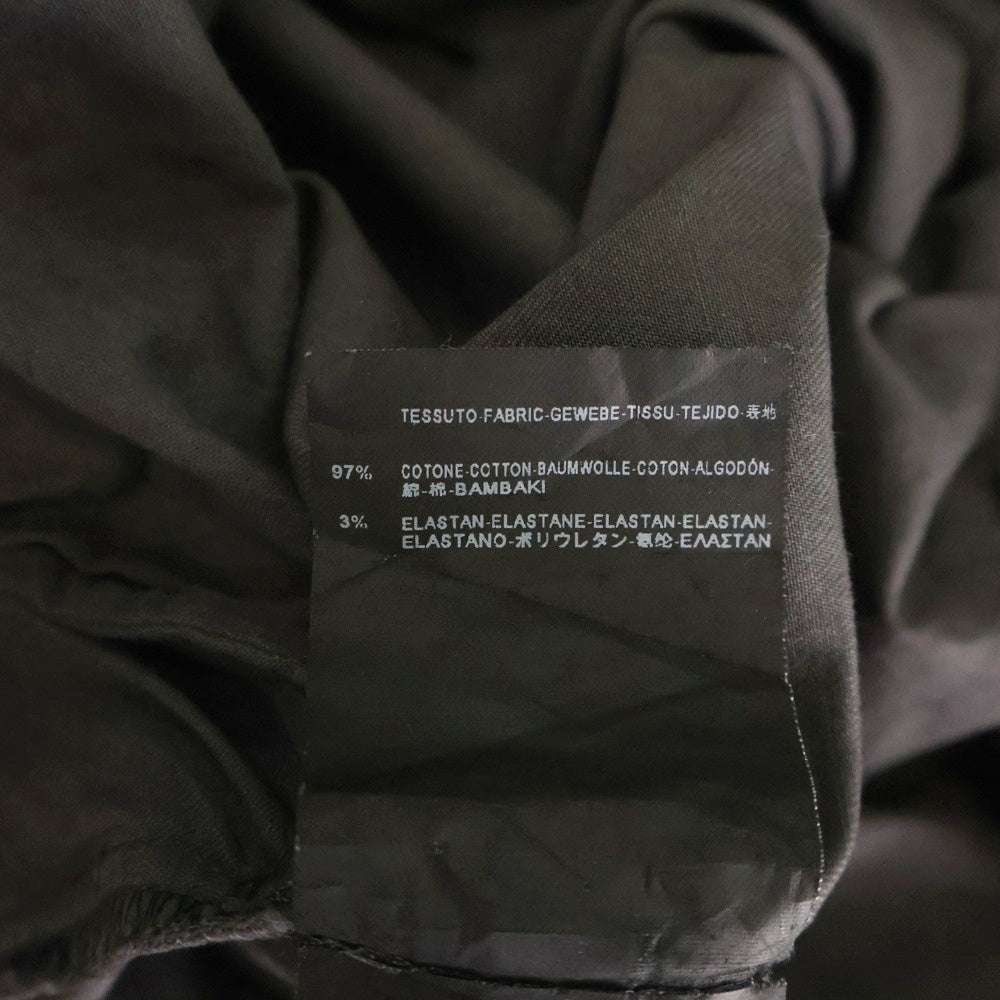 TESSUTO-FABRIC-GEWEBE-TISSU-TEJIDO-表地
97% COTONE-COTTON-BAUMWOLLE-COTON-ALGODÓN-
綿-棉-BAMBAKI
3% ELASTAN-ELASTANE-ELASTAN-ELASTAN-
ELASTANO-ポリウレタン-氨纶-ΕΛΑΣΤΑΝ